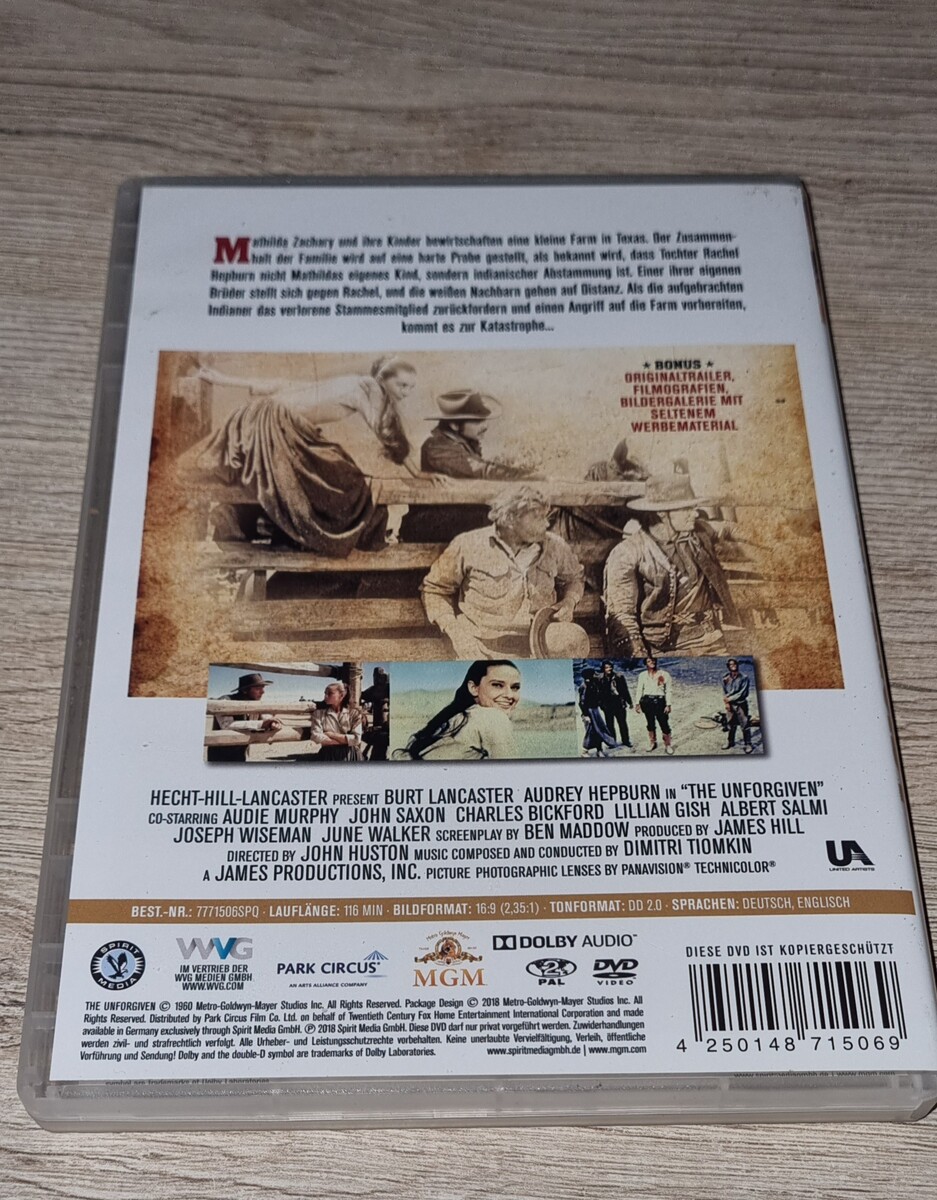 Mathilda Zachary und ihre Kinder bewirtschaften eine kleine Farm in Texas. Der Zusammen-
halt der Familie wird auf eine harte Probe gestellt, als bekannt wird, dass Tochter Rachel
Hepburn nicht Mathildas eigenes Kind, sondern indianischer Abstammung ist. Einer ihrer eigenen
Brüder stellt sich gegen Rachel, und die weißen Nachbarn gehen auf Distanz. Als die aufgebrachten
Indianer das verlorene Stammesmitglied zurückfordern und einen Angriff auf die Farm vorbereiten,
kommt es zur Katastrophe...
★ BONUS ★
ORIGINALTRAILER,
FILMOGRAFIEN,
BILDERGALERIE MIT
SELTENEM
WERBEMATERIAL
HECHT-HILL-LANCASTER PRESENT BURT LANCASTER AUDREY HEPBURN IN "THE UNFORGIVEN"
CO-STARRING AUDIE MURPHY JOHN SAXON CHARLES BICKFORD LILLIAN GISH ALBERT SALMI
JOSEPH WISEMAN JUNE WALKER SCREENPLAY BY BEN MADDOW PRODUCED BY JAMES HILL
DIRECTED BY JOHN HUSTON MUSIC COMPOSED AND CONDUCTED BY DIMITRI TIOMKIN
A JAMES PRODUCTIONS, INC. PICTURE PHOTOGRAPHIC LENSES BY PANAVISION® TECHNICOLOR®
UA
UNITED ARTISTS
BEST.-NR.: 7771506SPQ · LAUFLÄNGE: 116 MIN · BILDFORMAT: 16:9 (2,35:1) · TONFORMAT: DD 2.0 · SPRACHEN: DEUTSCH, ENGLISCH
SPIRIT MEDIA
WVG
IM VERTRIEB DER
WVG MEDIEN GMBH.
WWW.WVG.COM
PARK CIRCUS
AN ARTS ALLIANCE COMPANY
MGM
DOLBY AUDIO™
2
PAL
DVD
VIDEO
DIESE DVD IST KOPIERGESCHÜTZT
4 250148 715069
THE UNFORGIVEN © 1960 Metro-Goldwyn-Mayer Studios Inc. All Rights Reserved. Package Design © 2018 Metro-Goldwyn-Mayer Studios Inc. All
Rights Reserved. Distributed by Park Circus Film Co. Ltd. on behalf of Twentieth Century Fox Home Entertainment International Corporation and made
available in Germany exclusively through Spirit Media GmbH. ℗ 2018 Spirit Media GmbH. Diese DVD darf nur privat vorgeführt werden. Zuwiderhandlungen
werden zivil- und strafrechtlich verfolgt. Alle Urheber- und Leistungsschutzrechte vorbehalten. Keine unerlaubte Vervielfältigung, Verleih, öffentliche
Vorführung und Sendung! Dolby and the double-D symbol are trademarks of Dolby Laboratories. www.spiritmediagmbh.de | www.mgm.com